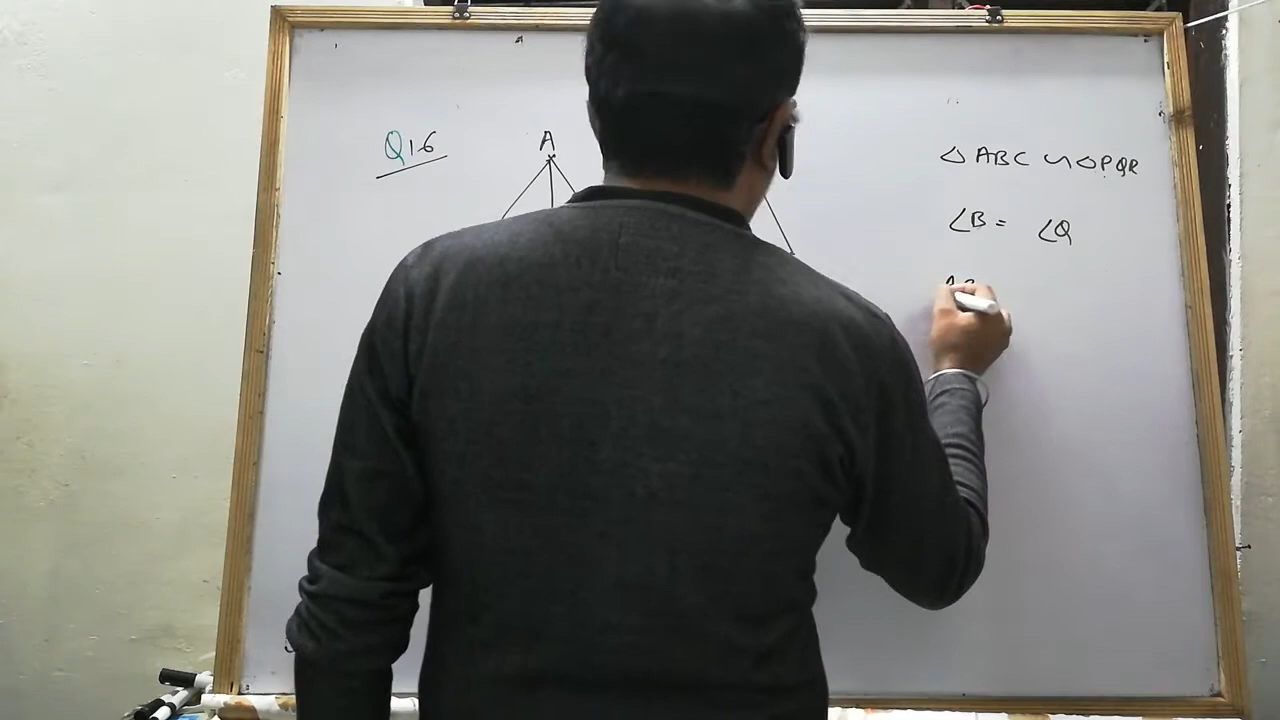 Q16
A
△ABC ∽ △PQR
∠B = ∠Q